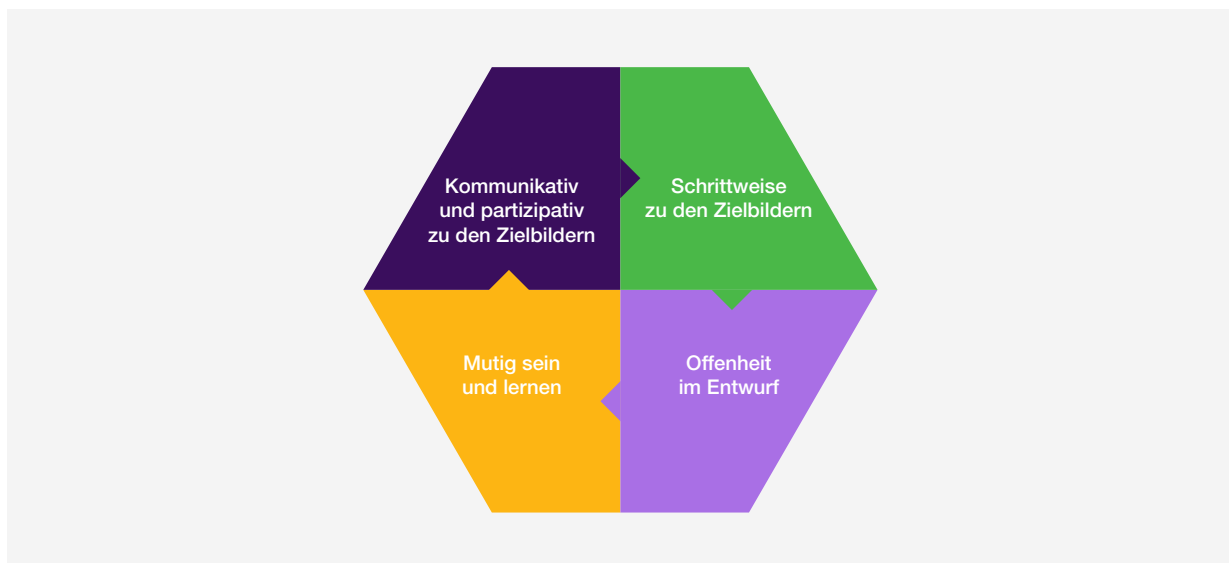 Kommunikativ
und partizipativ
zu den Zielbildern
Schrittweise
zu den Zielbildern
Mutig sein
und lernen
Offenheit
im Entwurf